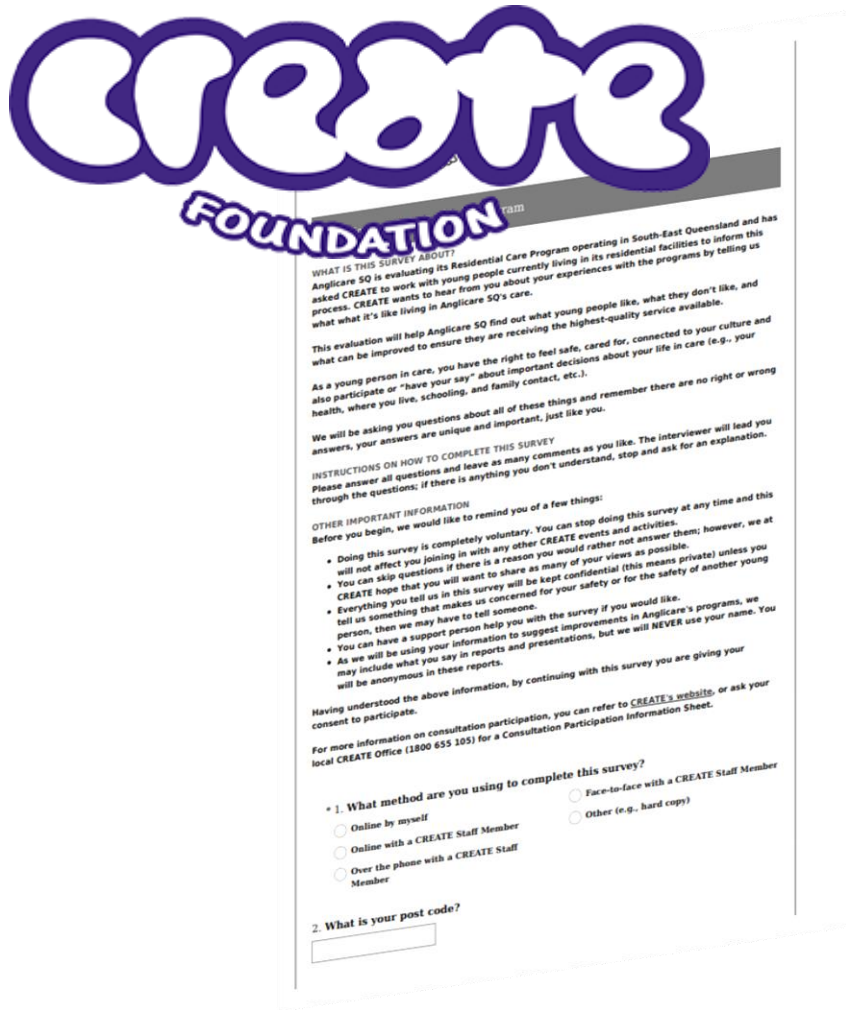 create
FOUNDATION
WHAT IS THIS SURVEY ABOUT?
Anglicare SQ is evaluating its Residential Care Program operating in South-East Queensland and has
asked CREATE to work with young people currently living in its residential facilities to inform this
process. CREATE wants to hear from you about your experiences with the programs by telling us
what what it's like living in Anglicare SQ's care.
This evaluation will help Anglicare SQ find out what young people like, what they don't like, and
what can be improved to ensure they are receiving the highest-quality service available.
As a young person in care, you have the right to feel safe, cared for, connected to your culture and
also participate or “have your say” about important decisions about your life in care (e.g., your
health, where you live, schooling, and family contact, etc.).
We will be asking you questions about all of these things and remember there are no right or wrong
answers, your answers are unique and important, just like you.
INSTRUCTIONS ON HOW TO COMPLETE THIS SURVEY
Please answer all questions and leave as many comments as you like. The interviewer will lead you
through the questions; if there is anything you don't understand, stop and ask for an explanation.
OTHER IMPORTANT INFORMATION
Before you begin, we would like to remind you of a few things:
• Doing this survey is completely voluntary. You can stop doing this survey at any time and this
will not affect you joining in with any other CREATE events and activities.
• You can skip questions if there is a reason you would rather not answer them; however, we at
CREATE hope that you will want to share as many of your views as possible.
• Everything you tell us in this survey will be kept confidential (this means private) unless you
tell us something that makes us concerned for your safety or for the safety of another young
person, then we may have to tell someone.
• You can have a support person help you with the survey if you would like.
• As we will be using your information to suggest improvements in Anglicare's programs, we
may include what you say in reports and presentations, but we will NEVER use your name. You
will be anonymous in these reports.
Having understood the above information, by continuing with this survey you are giving your
consent to participate.
For more information on consultation participation, you can refer to CREATE's website, or ask your
local CREATE Office (1800 655 105) for a Consultation Participation Information Sheet.
* 1. What method are you using to complete this survey?
Online by myself
Online with a CREATE Staff Member
Over the phone with a CREATE Staff
Member
Face-to-face with a CREATE Staff Member
Other (e.g., hard copy)
2. What is your post code?